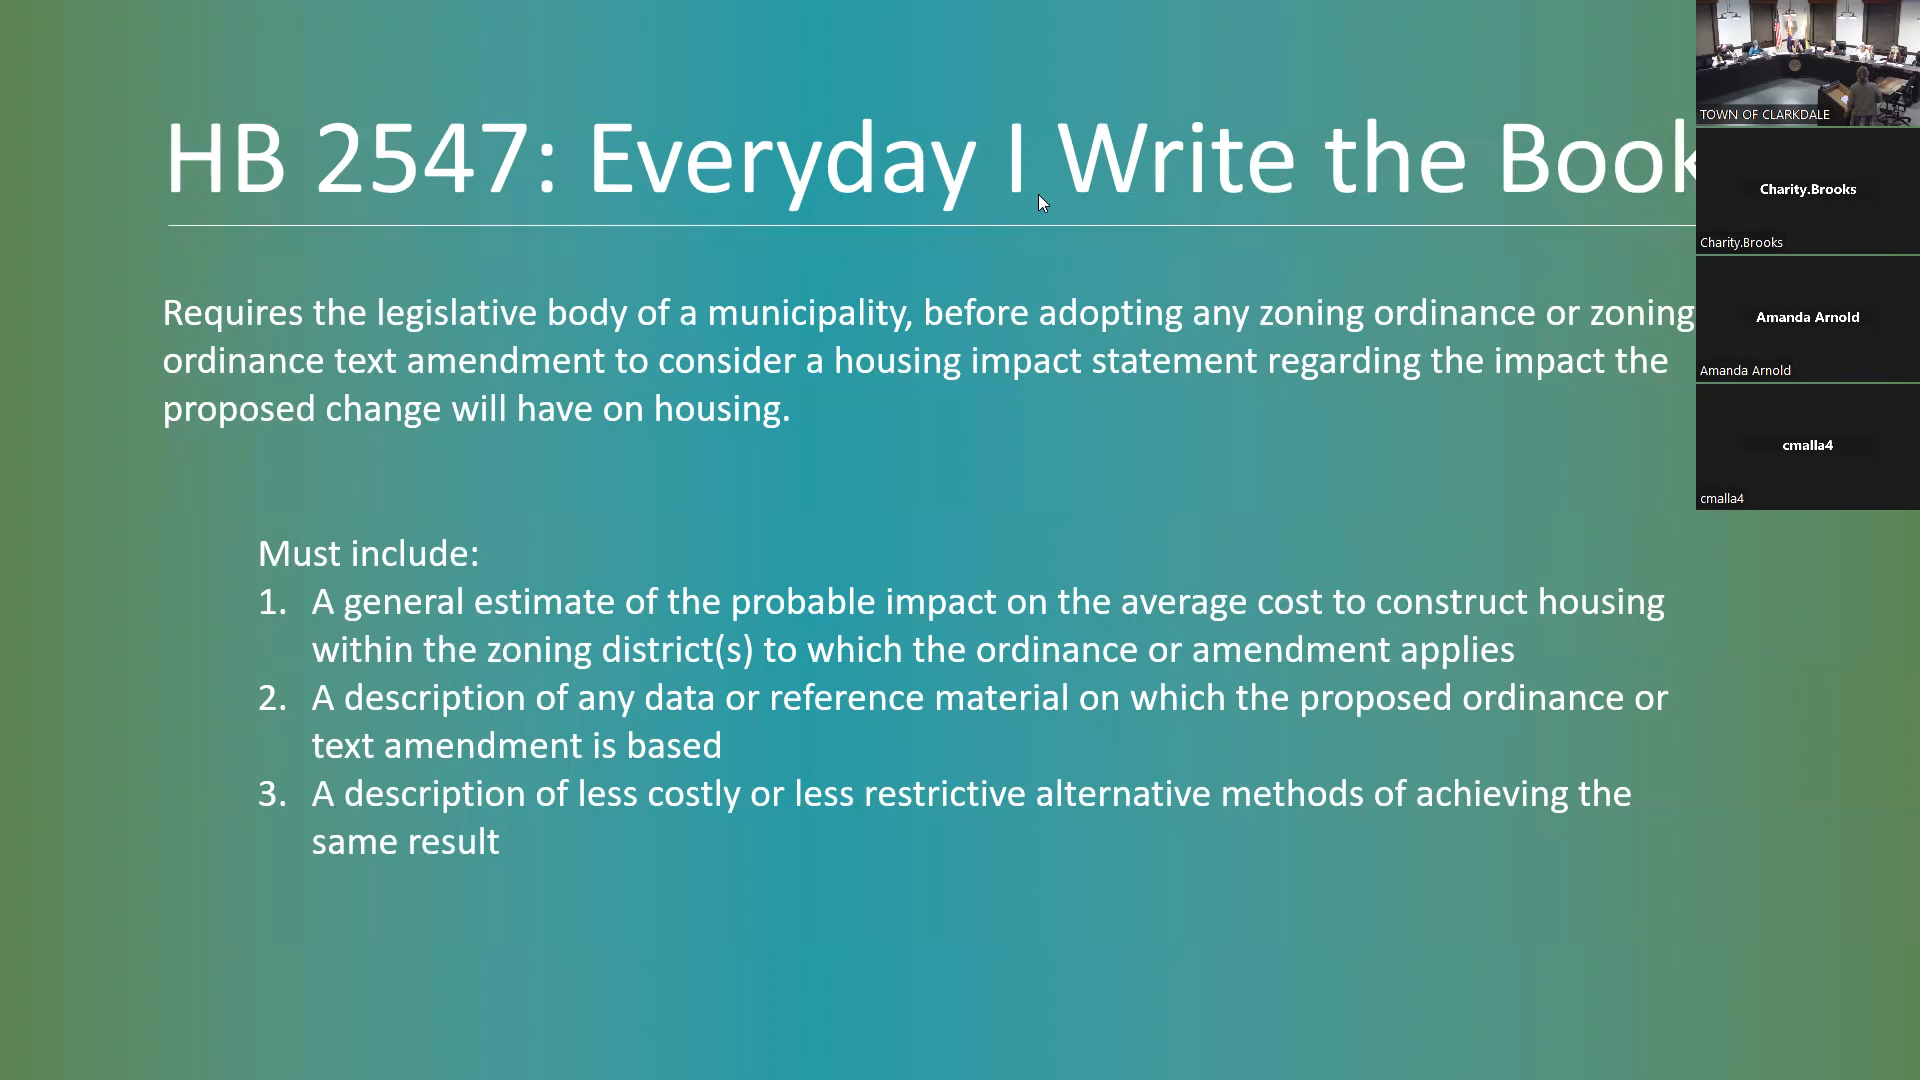 HB 2547: Everyday I Write the Book
Requires the legislative body of a municipality, before adopting any zoning ordinance or zoning
ordinance text amendment to consider a housing impact statement regarding the impact the
proposed change will have on housing.
Must include:
1. A general estimate of the probable impact on the average cost to construct housing
within the zoning district(s) to which the ordinance or amendment applies
2. A description of any data or reference material on which the proposed ordinance or
text amendment is based
3. A description of less costly or less restrictive alternative methods of achieving the
same result
TOWN OF CLARKDALE
Charity.Brooks
Charity.Brooks
Amanda Arnold
Amanda Arnold
cmalla4
cmalla4